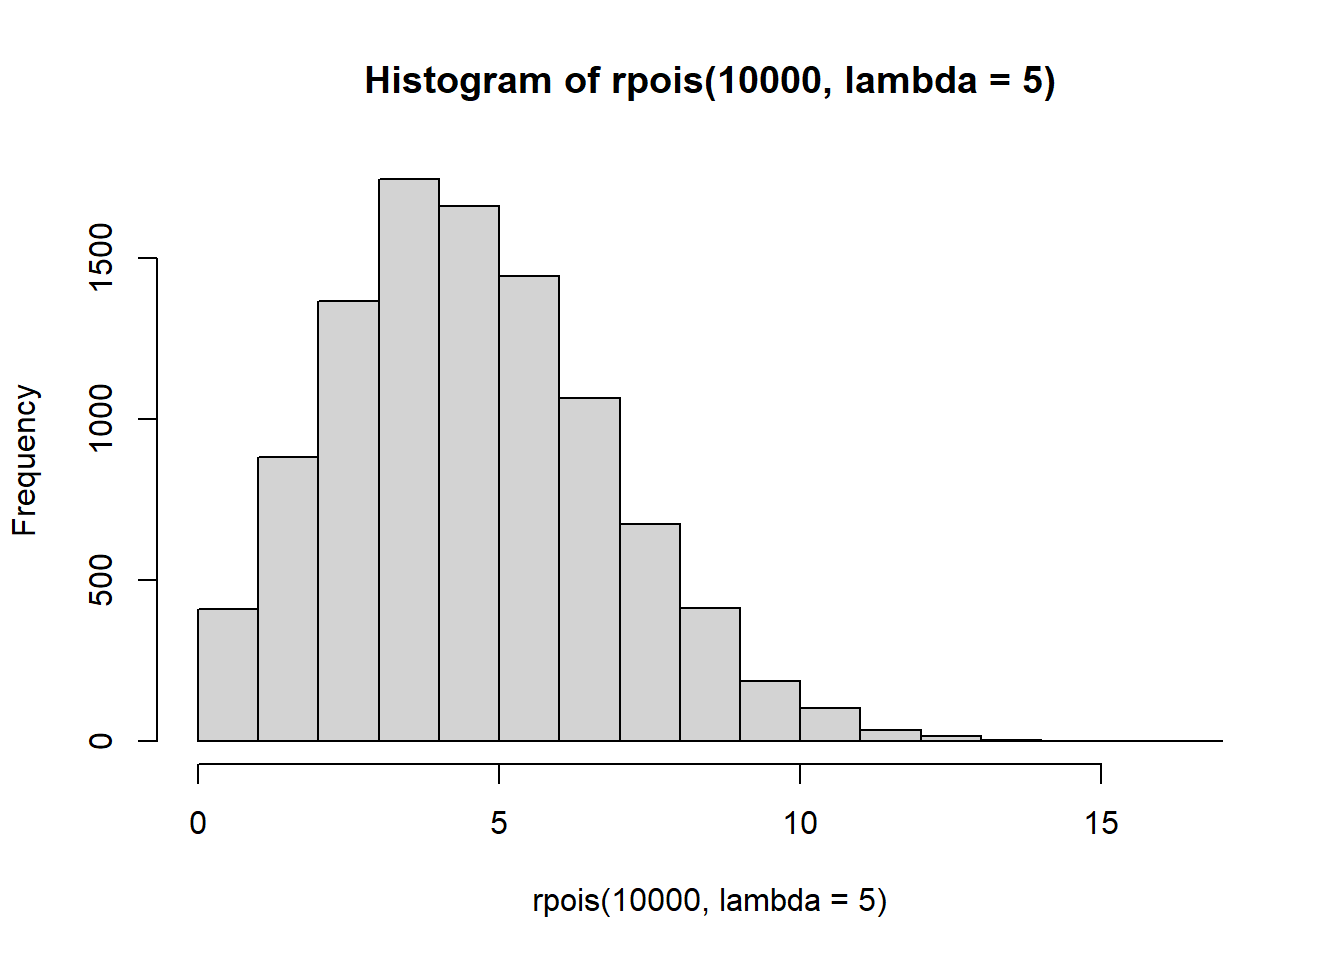 Histogram of rpois(10000, lambda = 5)
Frequency
1500
1000
500
0
0 5 10 15
rpois(10000, lambda = 5)